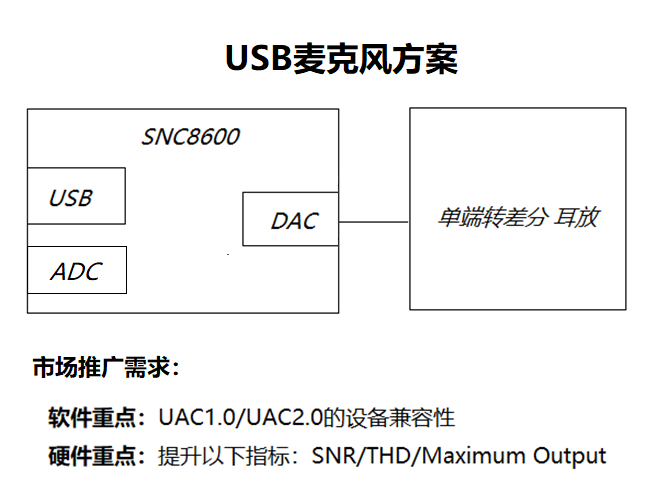 USB麦克风方案
SNC8600
USB
DAC
单端转差分 耳放
ADC
市场推广需求：
软件重点：UAC1.0/UAC2.0的设备兼容性
硬件重点：提升以下指标：SNR/THD/Maximum Output